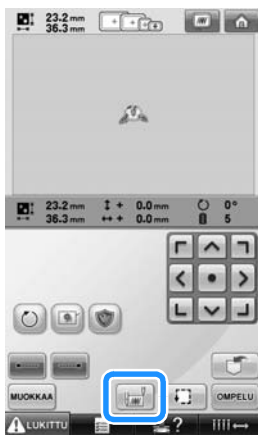 23.2 mm
36.3 mm
23.2 mm + 0.0 mm 0°
36.3 mm + 0.0 mm 5
MUOKKAA OMPELU
LUKITTU ?